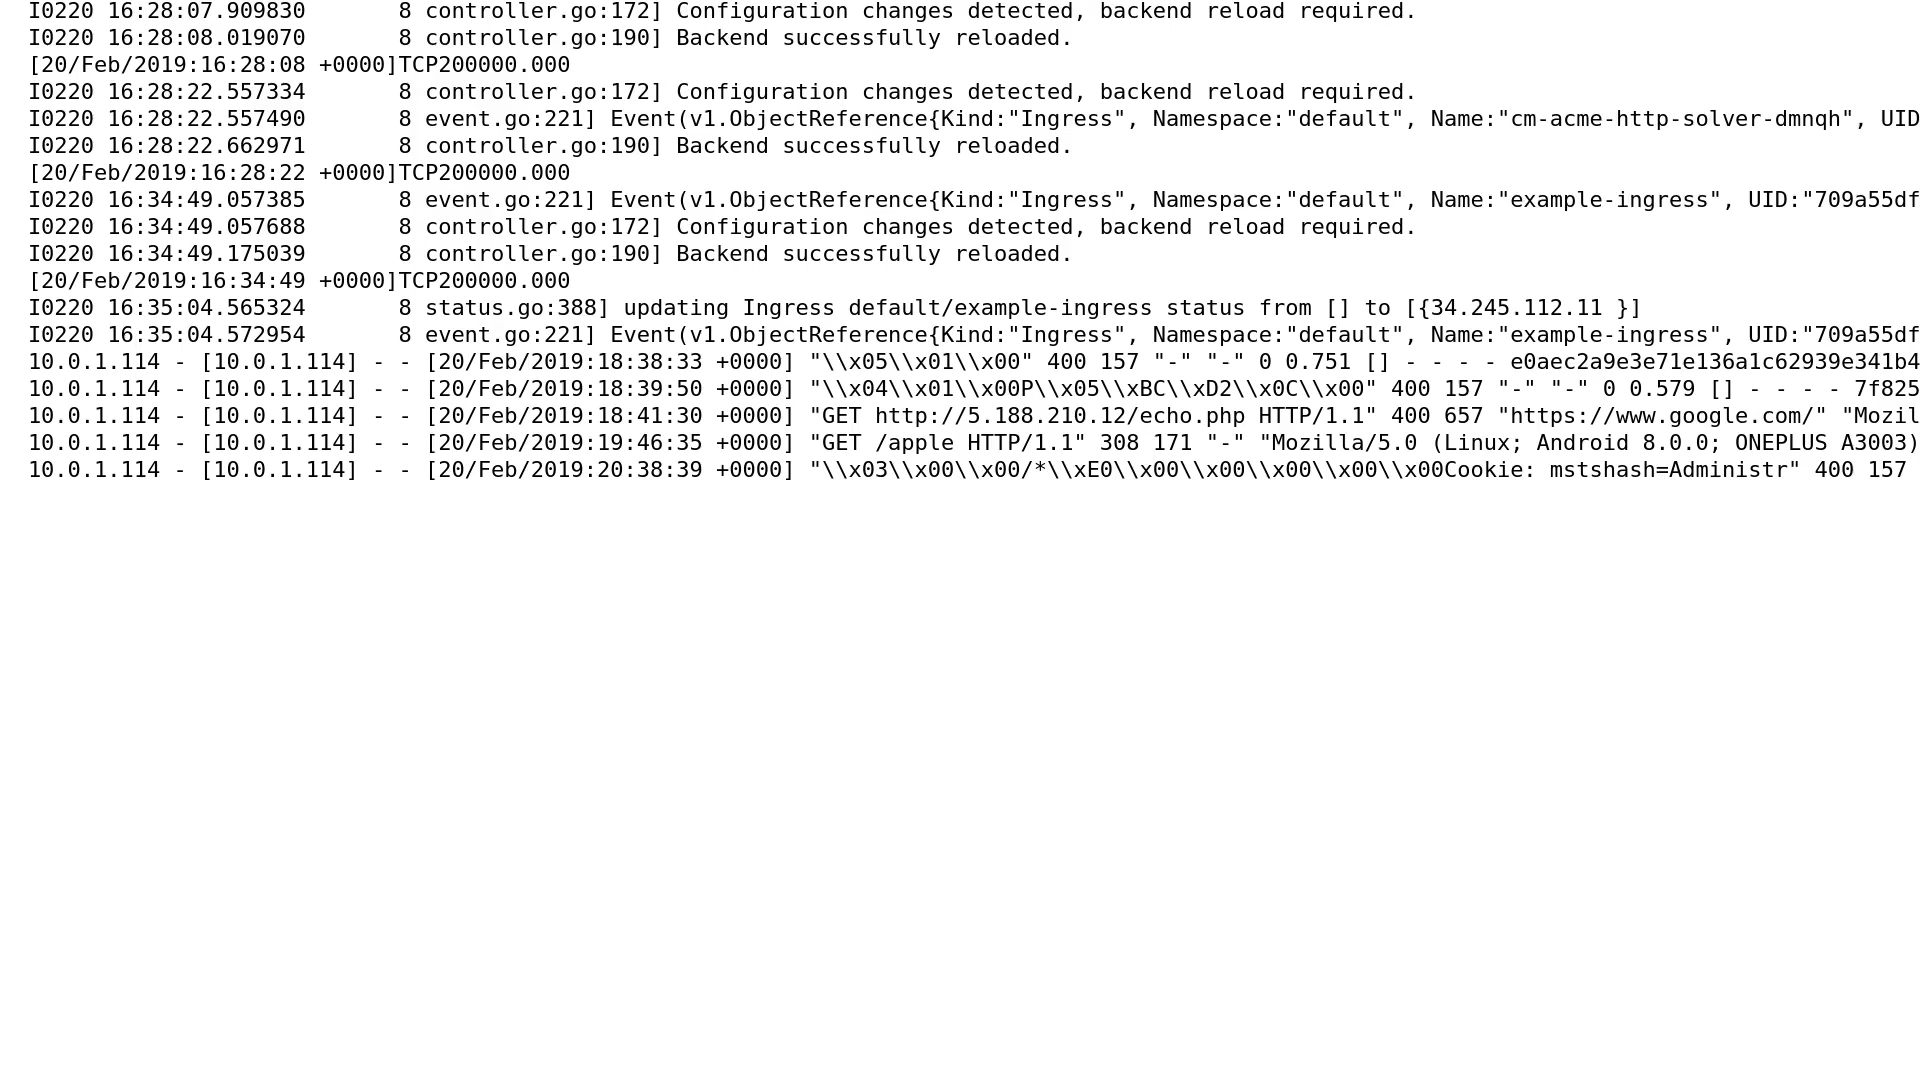 I0220 16:28:07.909830       8 controller.go:172] Configuration changes detected, backend reload required.
I0220 16:28:08.019070       8 controller.go:190] Backend successfully reloaded.
[20/Feb/2019:16:28:08 +0000]TCP200000.000
I0220 16:28:22.557334       8 controller.go:172] Configuration changes detected, backend reload required.
I0220 16:28:22.557490       8 event.go:221] Event(v1.ObjectReference{Kind:"Ingress", Namespace:"default", Name:"cm-acme-http-solver-dmnqh", UID
I0220 16:28:22.662971       8 controller.go:190] Backend successfully reloaded.
[20/Feb/2019:16:28:22 +0000]TCP200000.000
I0220 16:34:49.057385       8 event.go:221] Event(v1.ObjectReference{Kind:"Ingress", Namespace:"default", Name:"example-ingress", UID:"709a55df
I0220 16:34:49.057688       8 controller.go:172] Configuration changes detected, backend reload required.
I0220 16:34:49.175039       8 controller.go:190] Backend successfully reloaded.
[20/Feb/2019:16:34:49 +0000]TCP200000.000
I0220 16:35:04.565324       8 status.go:388] updating Ingress default/example-ingress status from [] to [{34.245.112.11 }]
I0220 16:35:04.572954       8 event.go:221] Event(v1.ObjectReference{Kind:"Ingress", Namespace:"default", Name:"example-ingress", UID:"709a55df
10.0.1.114 - [10.0.1.114] - - [20/Feb/2019:18:38:33 +0000] "\\x05\\x01\\x00" 400 157 "-" "-" 0 0.751 [] - - - - e0aec2a9e3e71e136a1c62939e341b4
10.0.1.114 - [10.0.1.114] - - [20/Feb/2019:18:39:50 +0000] "\\x04\\x01\\x00P\\x05\\xBC\\xD2\\x0C\\x00" 400 157 "-" "-" 0 0.579 [] - - - - 7f825
10.0.1.114 - [10.0.1.114] - - [20/Feb/2019:18:41:30 +0000] "GET http://5.188.210.12/echo.php HTTP/1.1" 400 657 "https://www.google.com/" "Mozil
10.0.1.114 - [10.0.1.114] - - [20/Feb/2019:19:46:35 +0000] "GET /apple HTTP/1.1" 308 171 "-" "Mozilla/5.0 (Linux; Android 8.0.0; ONEPLUS A3003)
10.0.1.114 - [10.0.1.114] - - [20/Feb/2019:20:38:39 +0000] "\\x03\\x00\\x00/*\\xE0\\x00\\x00\\x00\\x00\\x00Cookie: mstshash=Administr" 400 157